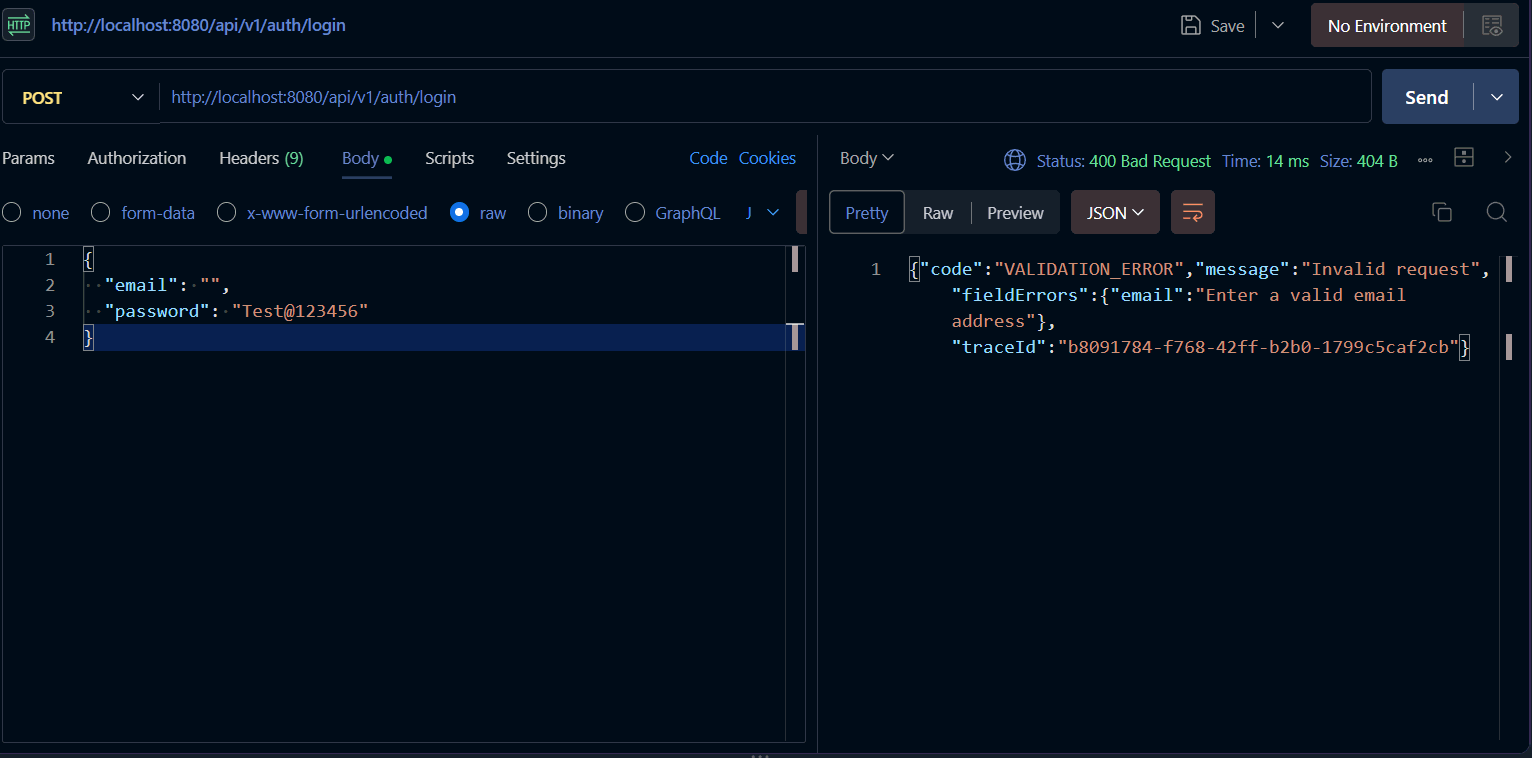 HTTP http://localhost:8080/api/v1/auth/login Save No Environment
POST http://localhost:8080/api/v1/auth/login Send
Params Authorization Headers (9) Body Scripts Settings Code Cookies
none form-data x-www-form-urlencoded raw binary GraphQL J
1 {
2 "email": "",
3 "password": "Test@123456"
4 }
Body Status: 400 Bad Request Time: 14 ms Size: 404 B
Pretty Raw Preview JSON
1 {"code":"VALIDATION_ERROR","message":"Invalid request",
"fieldErrors":{"email":"Enter a valid email
address"},
"traceId":"b8091784-f768-42ff-b2b0-1799c5caf2cb"}